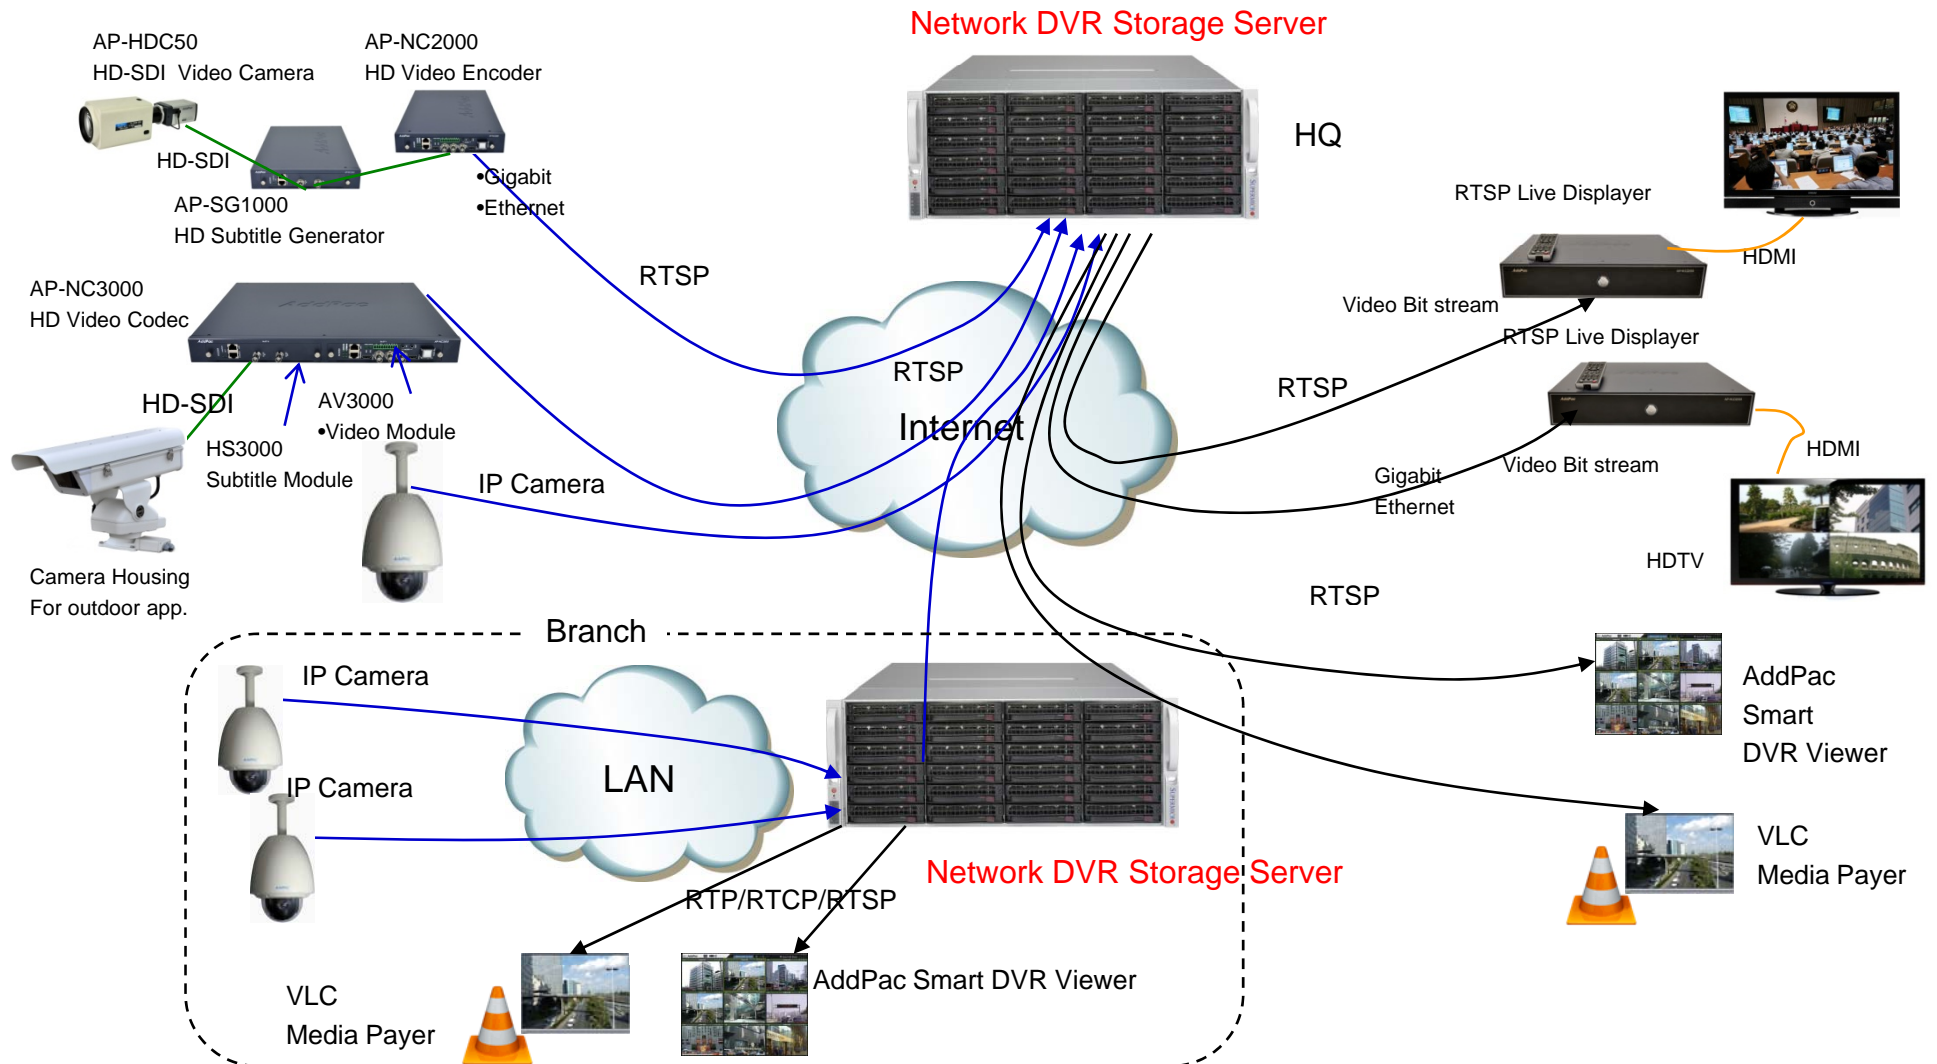 Network DVR Storage Server
AP-HDC50
HD-SDI  Video Camera
AP-NC2000
HD Video Encoder
HQ
HD-SDI
•Gigabit
•Ethernet
AP-SG1000
HD Subtitle Generator
RTSP Live Displayer
HDMI
RTSP
AP-NC3000
HD Video Codec
AddPac
Video Bit stream
RTSP Live Displayer
RTSP
RTSP
HD-SDI
AV3000
•Video Module
Internet
HS3000
Subtitle Module
IP Camera
HDMI
Video Bit stream
Gigabit
Ethernet
HDTV
Camera Housing
For outdoor app.
RTSP
Branch
IP Camera
AddPac
Smart
DVR Viewer
LAN
IP Camera
VLC
Media Payer
Network DVR Storage Server
RTP/RTCP/RTSP
AddPac Smart DVR Viewer
VLC
Media Payer